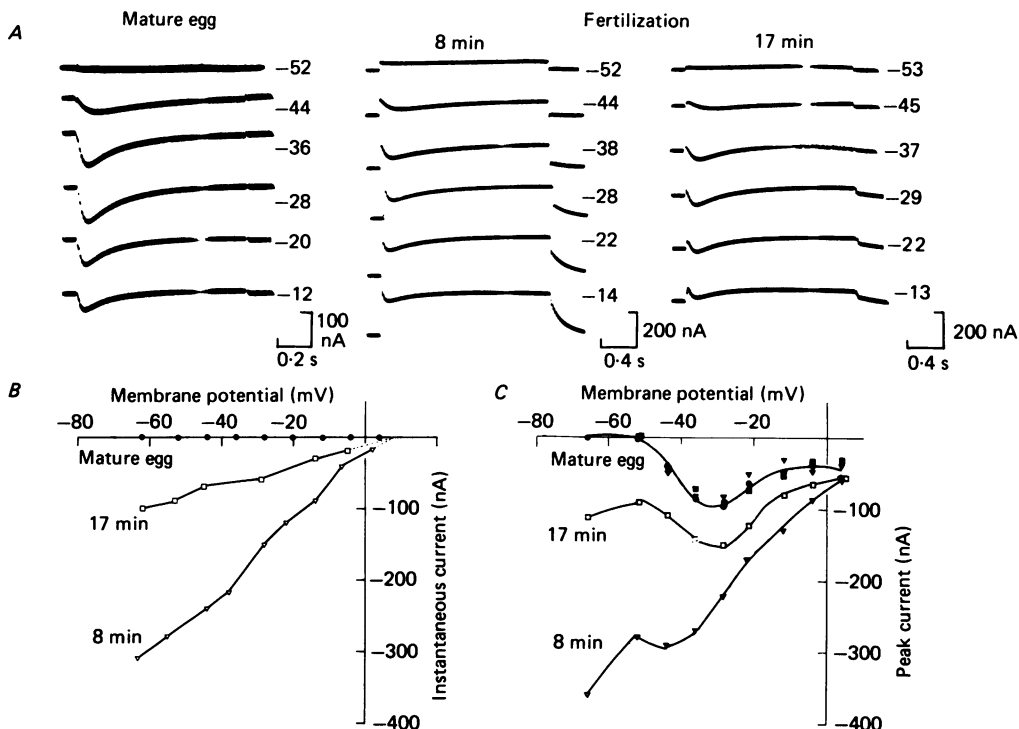 A
Mature egg
Fertilization
8 min
17 min
−52
−44
−36
−28
−20
−12
100
nA
0·2 s
−52
−44
−38
−28
−22
−14
200 nA
0·4 s
−53
−45
−37
−29
−22
−13
200 nA
0·4 s
B
Membrane potential (mV)
−80 −60 −40 −20
Mature egg
17 min
8 min
−100
−200
−300
−400
Instantaneous current (nA)
C
Membrane potential (mV)
−80 −60 −40 −20
Mature egg
17 min
8 min
−100
−200
−300
−400
Peak current (nA)